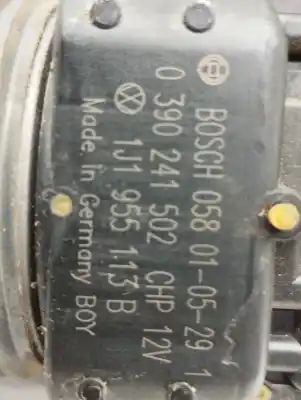 BOSCH 058 01-05-29 1
0 390 241 502 CHP 12V
1J1 955 113 B
Made In Germany BOY